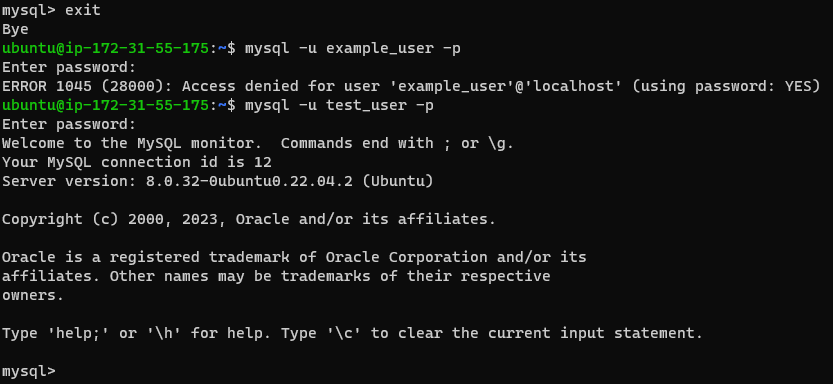 mysql> exit
Bye
ubuntu@ip-172-31-55-175:~$ mysql -u example_user -p
Enter password:
ERROR 1045 (28000): Access denied for user 'example_user'@'localhost' (using password: YES)
ubuntu@ip-172-31-55-175:~$ mysql -u test_user -p
Enter password:
Welcome to the MySQL monitor.  Commands end with ; or \g.
Your MySQL connection id is 12
Server version: 8.0.32-0ubuntu0.22.04.2 (Ubuntu)
Copyright (c) 2000, 2023, Oracle and/or its affiliates.
Oracle is a registered trademark of Oracle Corporation and/or its
affiliates. Other names may be trademarks of their respective
owners.
Type 'help;' or '\h' for help. Type '\c' to clear the current input statement.
mysql>